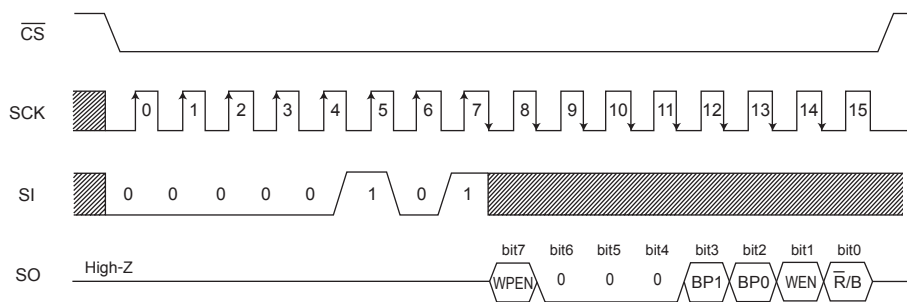 C̅S̅
SCK 0 1 2 3 4 5 6 7 8 9 10 11 12 13 14 15
SI 0 0 0 0 0 1 0 1
bit7 bit6 bit5 bit4 bit3 bit2 bit1 bit0
SO High-Z WPEN 0 0 0 BP1 BP0 WEN R̅/B